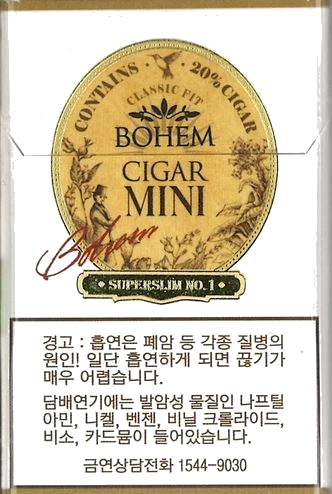 CONTAINS · 20% CIGAR
CLASSIC FIT
BOHEM
CIGAR
MINI
Bohem
· SUPERSLIM NO.1 ·
경고 : 흡연은 폐암 등 각종 질병의
원인! 일단 흡연하게 되면 끊기가
매우 어렵습니다.
담배연기에는 발암성 물질인 나프틸
아민, 니켈, 벤젠, 비닐 크롤라이드,
비소, 카드뮴이 들어있습니다.
금연상담전화 1544-9030